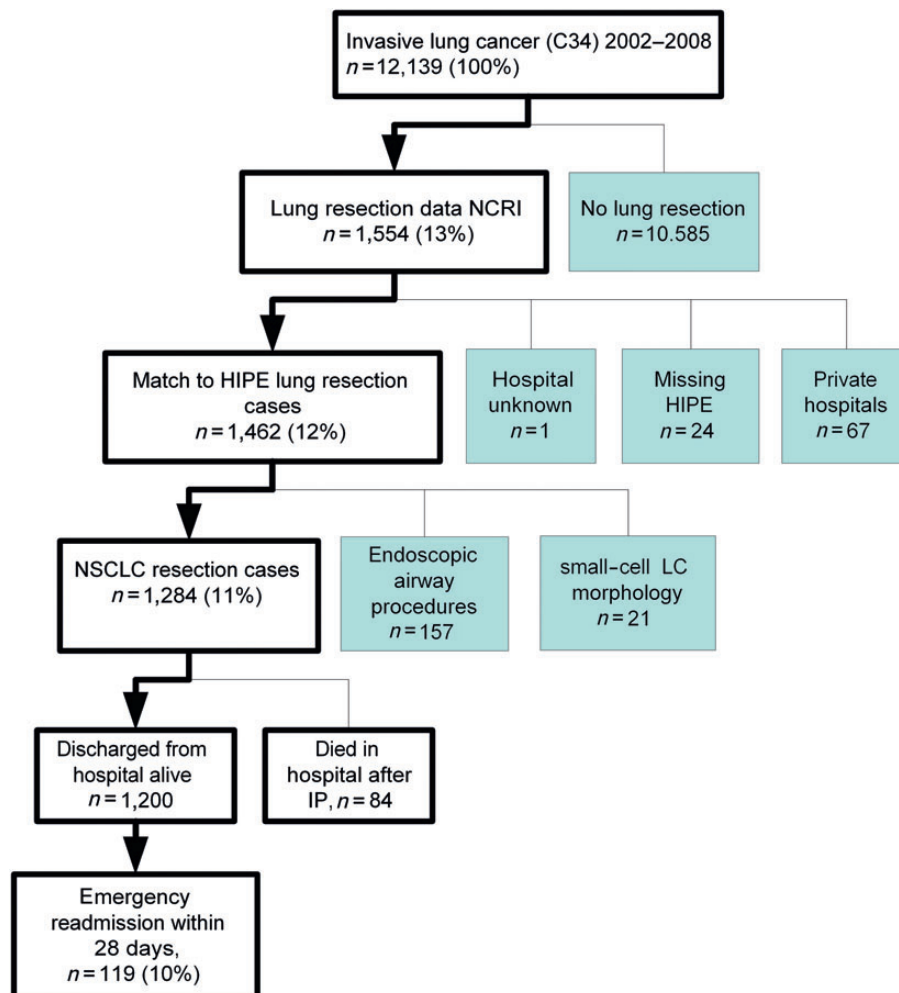 Invasive lung cancer (C34) 2002–2008
n=12,139 (100%)
Lung resection data NCRI
n=1,554 (13%)
No lung resection
n=10.585
Match to HIPE lung resection
cases
n=1,462 (12%)
Hospital
unknown
n=1
Missing
HIPE
n=24
Private
hospitals
n=67
NSCLC resection cases
n=1,284 (11%)
Endoscopic
airway
procedures
n=157
small–cell LC
morphology
n=21
Discharged from
hospital alive
n=1,200
Died in
hospital after
IP, n=84
Emergency
readmission within
28 days,
n=119 (10%)